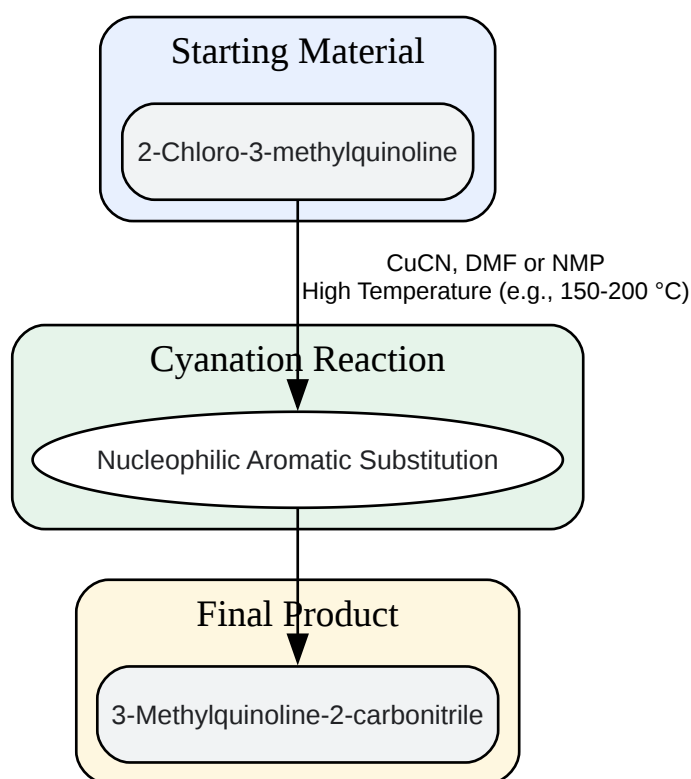 Starting Material
2-Chloro-3-methylquinoline
CuCN, DMF or NMP
High Temperature (e.g., 150-200 °C)
Cyanation Reaction
Nucleophilic Aromatic Substitution
Final Product
3-Methylquinoline-2-carbonitrile